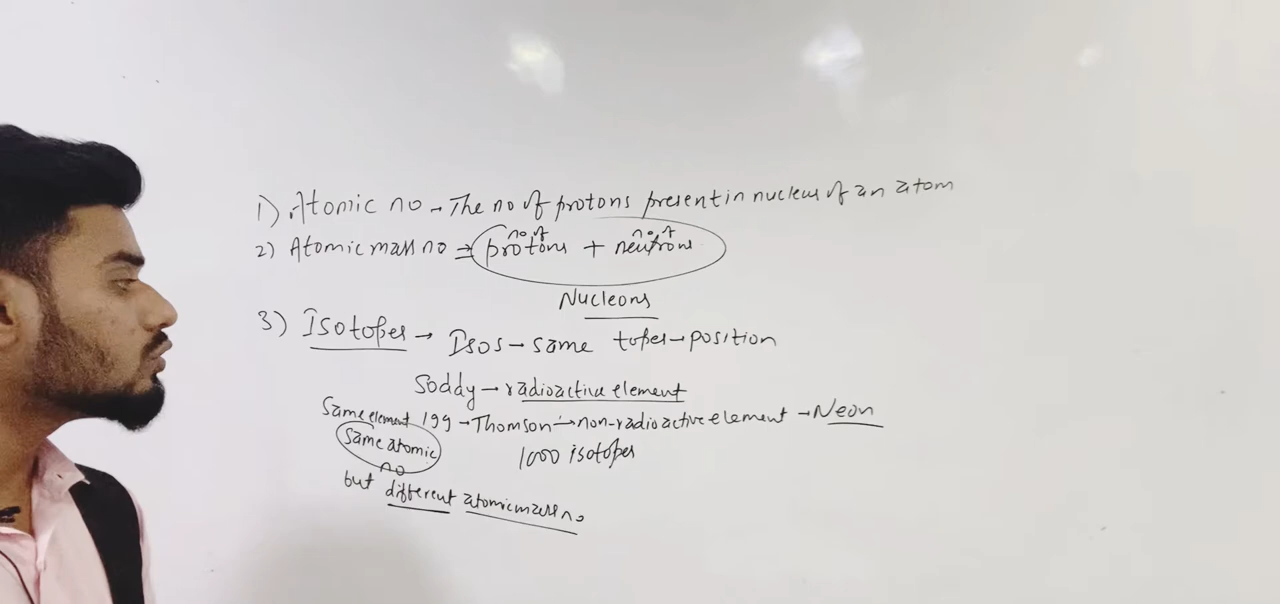 1) Atomic no → The no of protons present in nucleus of an atom
2) Atomic mass no ⇒ no. of protons + no. of neutrons
Nucleons
3) Isotopes → Isos → same topes → position
Soddy → radioactive element
Same element → Thomson → non-radioactive element → Neon
same atomic no
1000 isotopes
but different atomic mass no